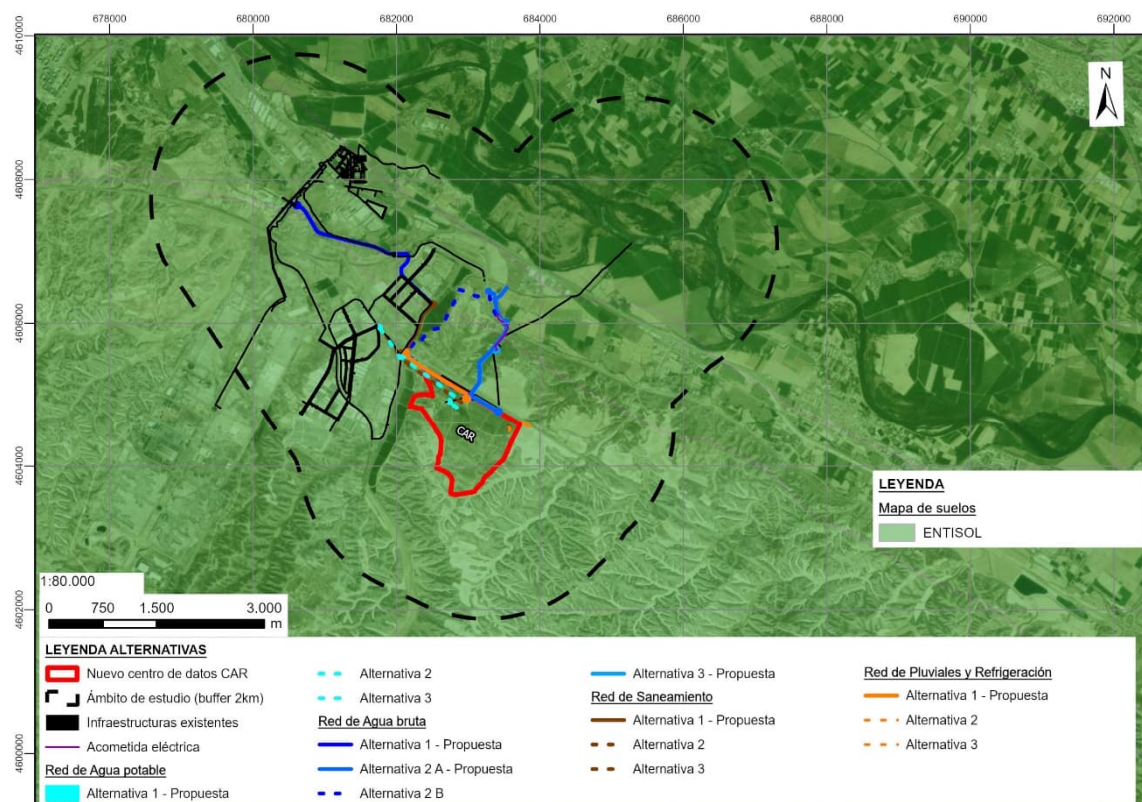 678000 680000 682000 684000 686000 688000 690000 692000
4610000
N
4608000
4606000
CAR
4604000
LEYENDA
Mapa de suelos
ENTISOL
1:80.000
0 750 1.500 3.000
m
4602000
LEYENDA ALTERNATIVAS
Nuevo centro de datos CAR
Ámbito de estudio (buffer 2km)
Infraestructuras existentes
Acometida eléctrica
Red de Agua potable
Alternativa 1 - Propuesta
Alternativa 2
Alternativa 3
Red de Agua bruta
Alternativa 1 - Propuesta
Alternativa 2 A - Propuesta
Alternativa 2 B
Alternativa 3 - Propuesta
Red de Saneamiento
Alternativa 1 - Propuesta
Alternativa 2
Alternativa 3
Red de Pluviales y Refrigeración
Alternativa 1 - Propuesta
Alternativa 2
Alternativa 3
4600000